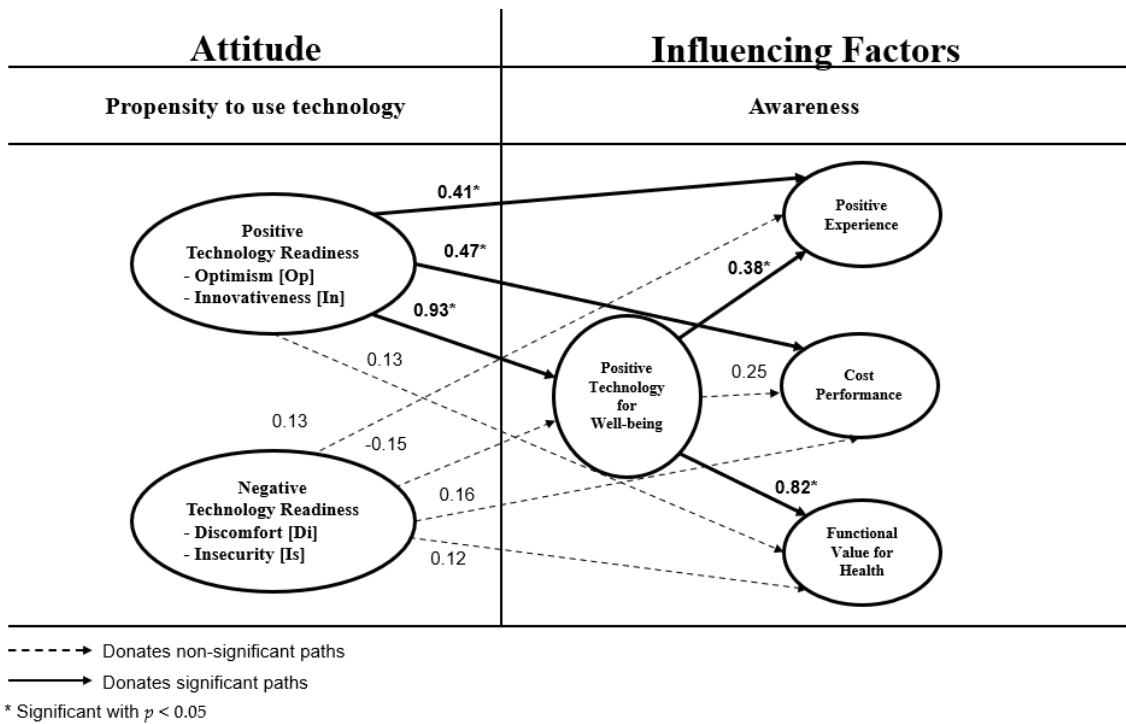 Attitude
Influencing Factors
Propensity to use technology
Awareness
0.41*
Positive
Experience
Positive
Technology Readiness
- Optimism [Op]
- Innovativeness [In]
0.47*
0.38*
0.93*
0.13
Positive
Technology
for
Well-being
0.25
Cost
Performance
0.13
-0.15
Negative
Technology Readiness
- Discomfort [Di]
- Insecurity [Is]
0.16
0.82*
0.12
Functional
Value for
Health
Donates non-significant paths
Donates significant paths
* Significant with p < 0.05